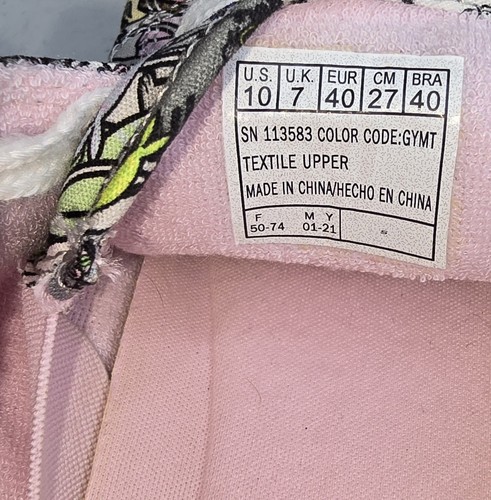 U.S. U.K. EUR CM BRA
10 7 40 27 40
SN 113583 COLOR CODE:GYMT
TEXTILE UPPER
MADE IN CHINA/HECHO EN CHINA
F M Y
50-74 01-21